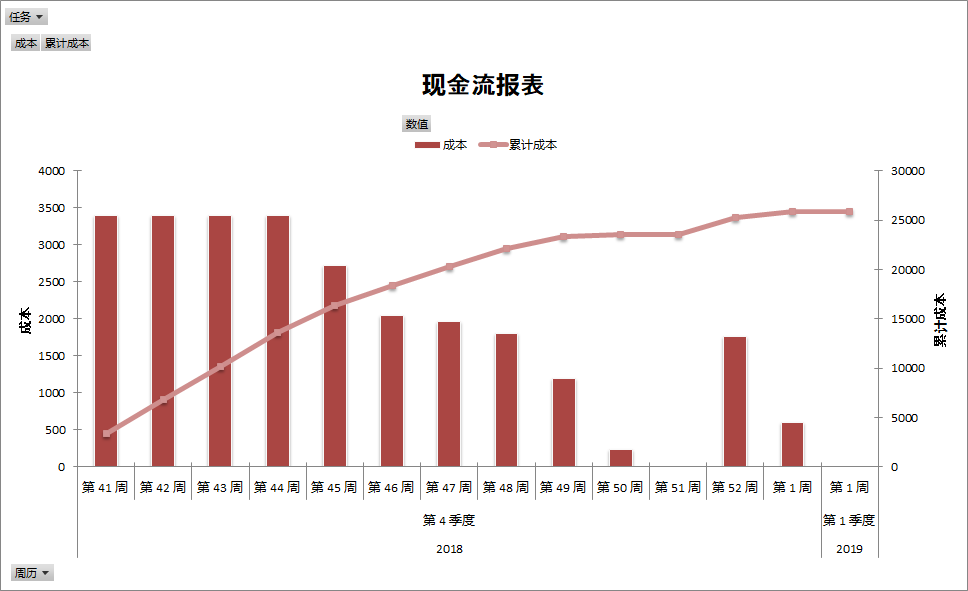 任务
成本 累计成本
现金流报表
数值
成本 累计成本
4000 30000
3500 25000
3000 20000
2500 15000
2000 10000
1500 5000
1000 0
500
0
成本
累计成本
第 41 周 第 42 周 第 43 周 第 44 周 第 45 周 第 46 周 第 47 周 第 48 周 第 49 周 第 50 周 第 51 周 第 52 周 第 1 周 第 1 周
第 4 季度 第 1 季度
2018 2019
周历